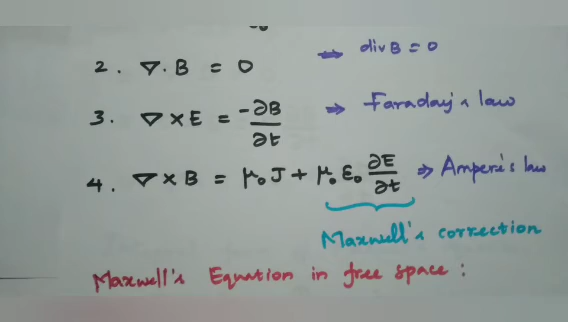 2. ∇.B = 0 ⇒ div B = 0
3. ∇×E = -∂B/∂t ⇒ Faraday's law
4. ∇×B = μ₀J + μ₀ε₀ ∂E/∂t ⇒ Ampere's law
Maxwell's correction
Maxwell's Equation in free space :